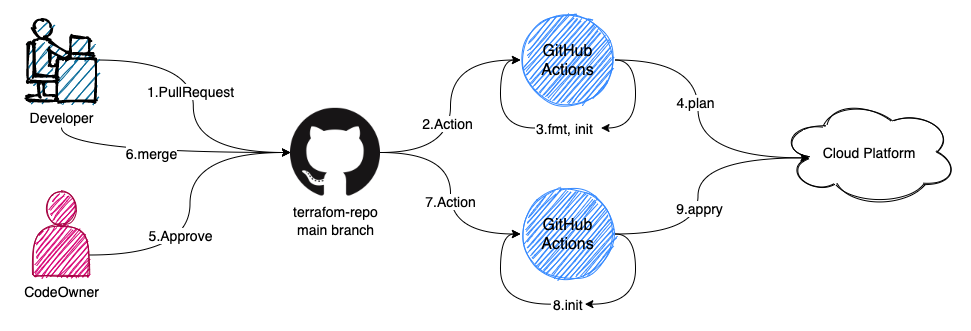 GitHub
Actions
1.PullRequest
4.plan
Developer
2.Action
3.fmt, init
6.merge
Cloud Platform
7.Action
9.appry
terrafom-repo
main branch
GitHub
Actions
5.Approve
CodeOwner
8.init